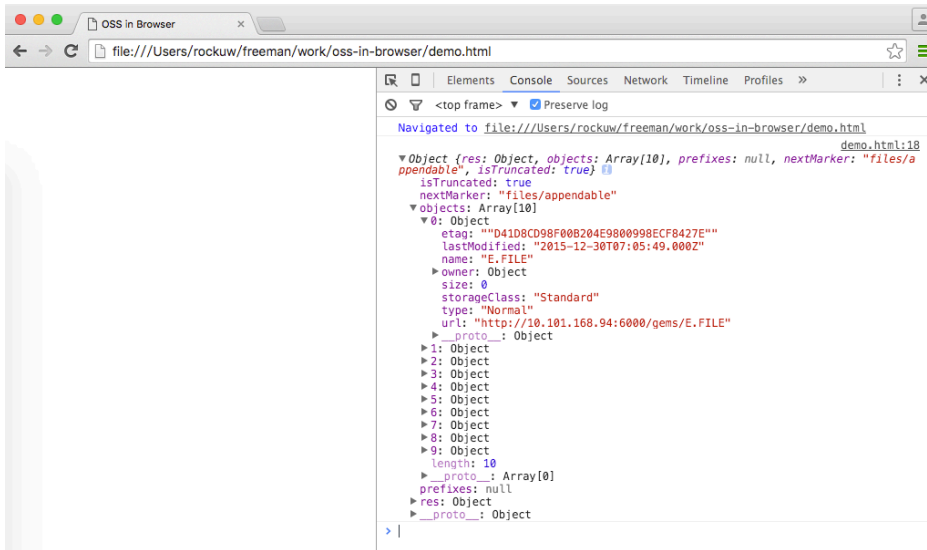 OSS in Browser
file:///Users/rockuw/freeman/work/oss-in-browser/demo.html
Elements Console Sources Network Timeline Profiles »
<top frame> ▼ Preserve log
Navigated to file:///Users/rockuw/freeman/work/oss-in-browser/demo.html
demo.html:18
▼Object {res: Object, objects: Array[10], prefixes: null, nextMarker: "files/a
ppendable", isTruncated: true}
isTruncated: true
nextMarker: "files/appendable"
▼objects: Array[10]
▼0: Object
etag: ""D41D8CD98F00B204E9800998ECF8427E""
lastModified: "2015-12-30T07:05:49.000Z"
name: "E.FILE"
▶owner: Object
size: 0
storageClass: "Standard"
type: "Normal"
url: "http://10.101.168.94:6000/gems/E.FILE"
▶__proto__: Object
▶1: Object
▶2: Object
▶3: Object
▶4: Object
▶5: Object
▶6: Object
▶7: Object
▶8: Object
▶9: Object
length: 10
▶__proto__: Array[0]
prefixes: null
▶res: Object
▶__proto__: Object
>